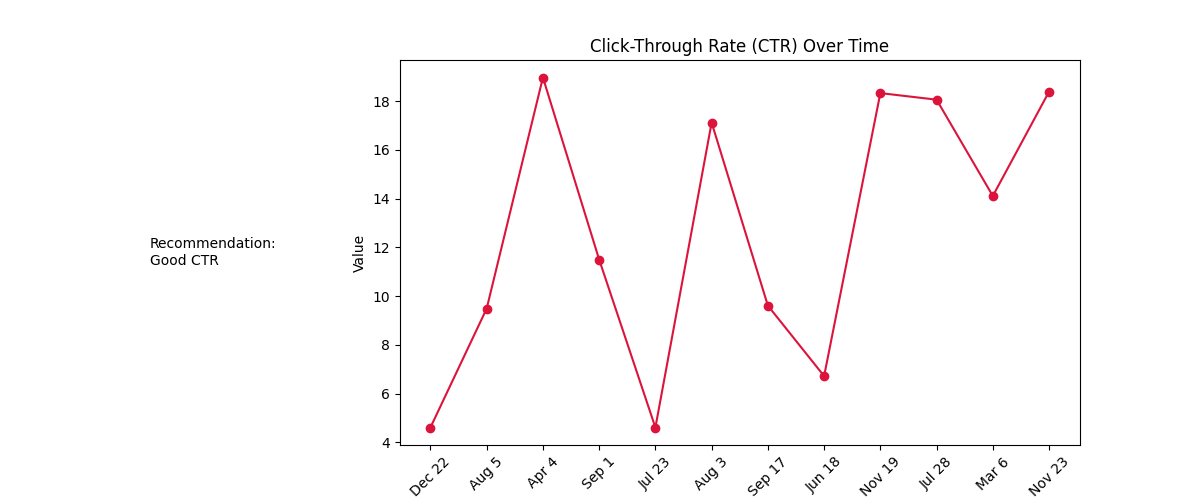 Click-Through Rate (CTR) Over Time
Recommendation:
Good CTR
Value
18
16
14
12
10
8
6
4
Dec 22
Aug 5
Apr 4
Sep 1
Jul 23
Aug 3
Sep 17
Jun 18
Nov 19
Jul 28
Mar 6
Nov 23